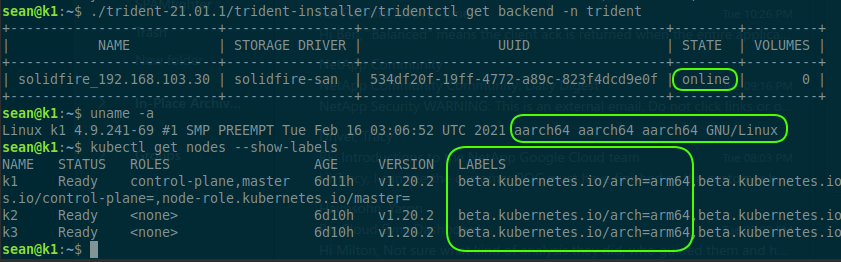 sean@k1:~$ ./trident-21.01.1/trident-installer/tridentctl get backend -n trident
+---------------------------+----------------+--------------------------------------+--------+---------+
| NAME | STORAGE DRIVER | UUID | STATE | VOLUMES |
+---------------------------+----------------+--------------------------------------+--------+---------+
| solidfire_192.168.103.30 | solidfire-san | 534df20f-19ff-4772-a89c-823f4dcd9e0f | online | 0 |
+---------------------------+----------------+--------------------------------------+--------+---------+
sean@k1:~$ uname -a
Linux k1 4.9.241-69 #1 SMP PREEMPT Tue Feb 16 03:06:52 UTC 2021 aarch64 aarch64 aarch64 GNU/Linux
sean@k1:~$ kubectl get nodes --show-labels
NAME STATUS ROLES AGE VERSION LABELS
k1 Ready control-plane,master 6d11h v1.20.2 beta.kubernetes.io/arch=arm64,beta.kubernetes.io
s.io/control-plane=,node-role.kubernetes.io/master=
k2 Ready <none> 6d10h v1.20.2 beta.kubernetes.io/arch=arm64,beta.kubernetes.io
k3 Ready <none> 6d10h v1.20.2 beta.kubernetes.io/arch=arm64,beta.kubernetes.io
sean@k1:~$